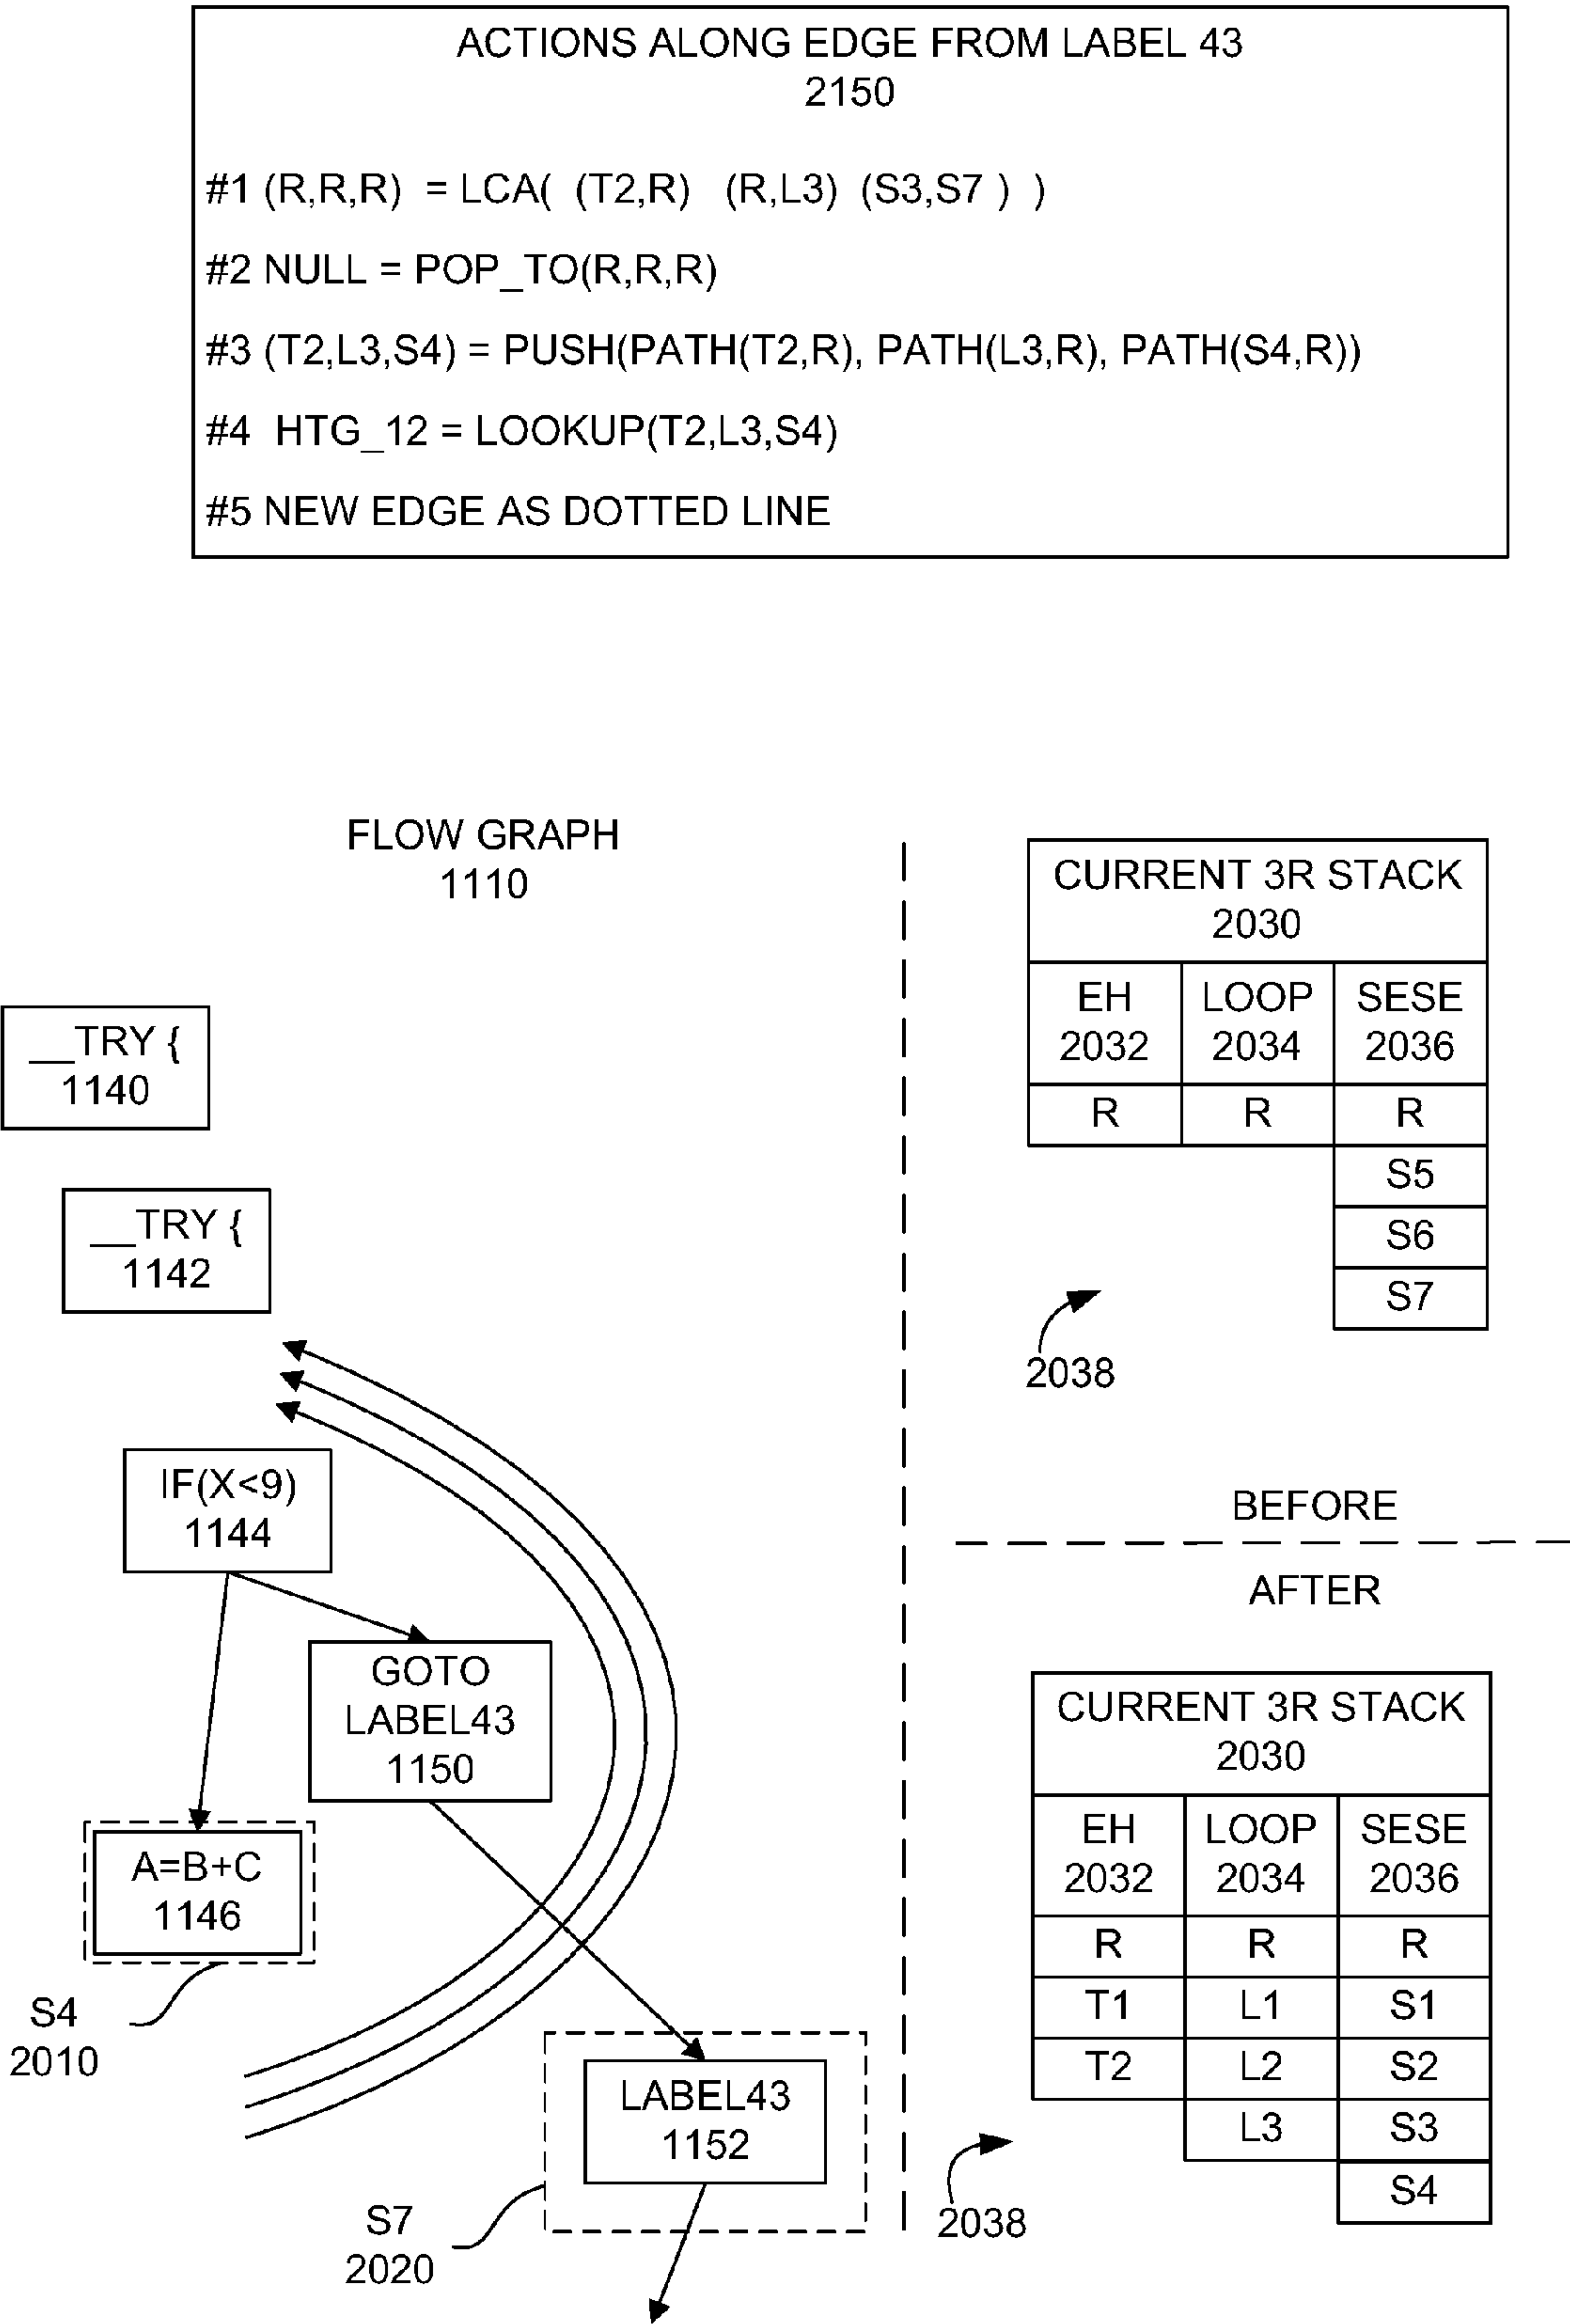 ACTIONS ALONG EDGE FROM LABEL 43
2150
#1 (R,R,R) = LCA( (T2,R) (R,L3) (S3,S7 ) )
#2 NULL = POP_TO(R,R,R)
#3 (T2,L3,S4) = PUSH(PATH(T2,R), PATH(L3,R), PATH(S4,R))
#4 HTG_12 = LOOKUP(T2,L3,S4)
#5 NEW EDGE AS DOTTED LINE
FLOW GRAPH
1110
__TRY {
1140
__TRY {
1142
IF(X<9)
1144
GOTO
LABEL43
1150
A=B+C
1146
S4
2010
LABEL43
1152
S7
2020
CURRENT 3R STACK
2030
EH LOOP SESE
2032 2034 2036
R R R
S5
S6
S7
2038
BEFORE
AFTER
CURRENT 3R STACK
2030
EH LOOP SESE
2032 2034 2036
R R R
T1 L1 S1
T2 L2 S2
L3 S3
S4
2038